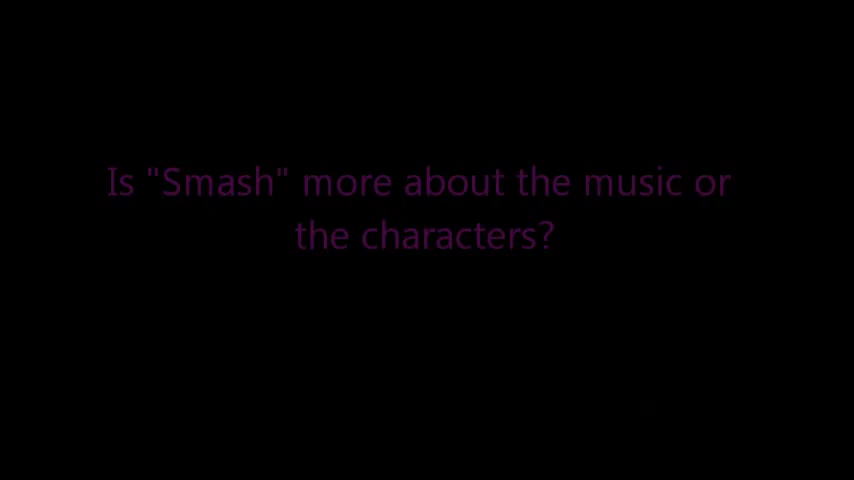 Is "Smash" more about the music or
the characters?